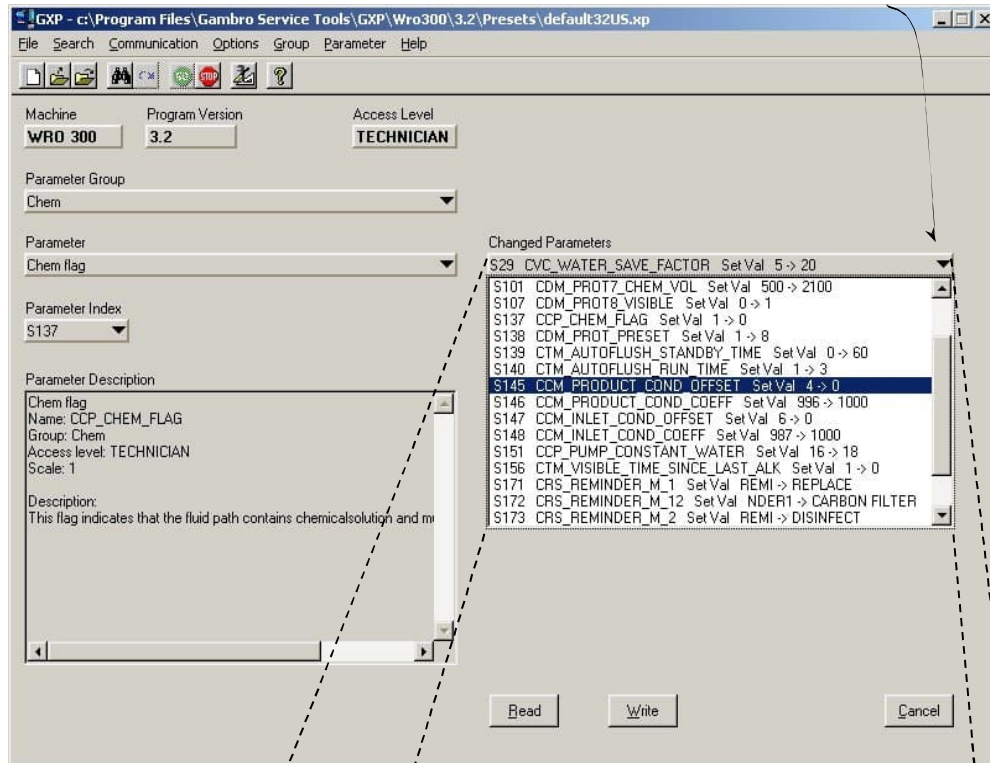 GXP - c:\Program Files\Gambro Service Tools\GXP\Wro300\3.2\Presets\default32US.xp
File Search Communication Options Group Parameter Help
STOP
Machine Program Version Access Level
WRO 300 3.2 TECHNICIAN
Parameter Group
Chem
Parameter
Chem flag
Parameter Index
S137
Parameter Description
Chem flag
Name: CCP_CHEM_FLAG
Group: Chem
Access level: TECHNICIAN
Scale: 1
Description:
This flag indicates that the fluid path contains chemicalsolution and mu
Changed Parameters
S29 CVC_WATER_SAVE_FACTOR Set Val 5 -> 20
S101 CDM_PROT7_CHEM_VOL Set Val 500 -> 2100
S107 CDM_PROT8_VISIBLE Set Val 0 -> 1
S137 CCP_CHEM_FLAG Set Val 1 -> 0
S138 CDM_PROT_PRESET Set Val 1 -> 8
S139 CTM_AUTOFLUSH_STANDBY_TIME Set Val 0 -> 60
S140 CTM_AUTOFLUSH_RUN_TIME Set Val 1 -> 3
S145 CCM_PRODUCT_COND_OFFSET Set Val 4 -> 0
S146 CCM_PRODUCT_COND_COEFF Set Val 996 -> 1000
S147 CCM_INLET_COND_OFFSET Set Val 6 -> 0
S148 CCM_INLET_COND_COEFF Set Val 987 -> 1000
S151 CCP_PUMP_CONSTANT_WATER Set Val 16 -> 18
S156 CTM_VISIBLE_TIME_SINCE_LAST_ALK Set Val 1 -> 0
S171 CRS_REMINDER_M_1 Set Val REMI -> REPLACE
S172 CRS_REMINDER_M_12 Set Val NDER1 -> CARBON FILTER
S173 CRS_REMINDER_M_2 Set Val REMI -> DISINFECT
Read Write Cancel